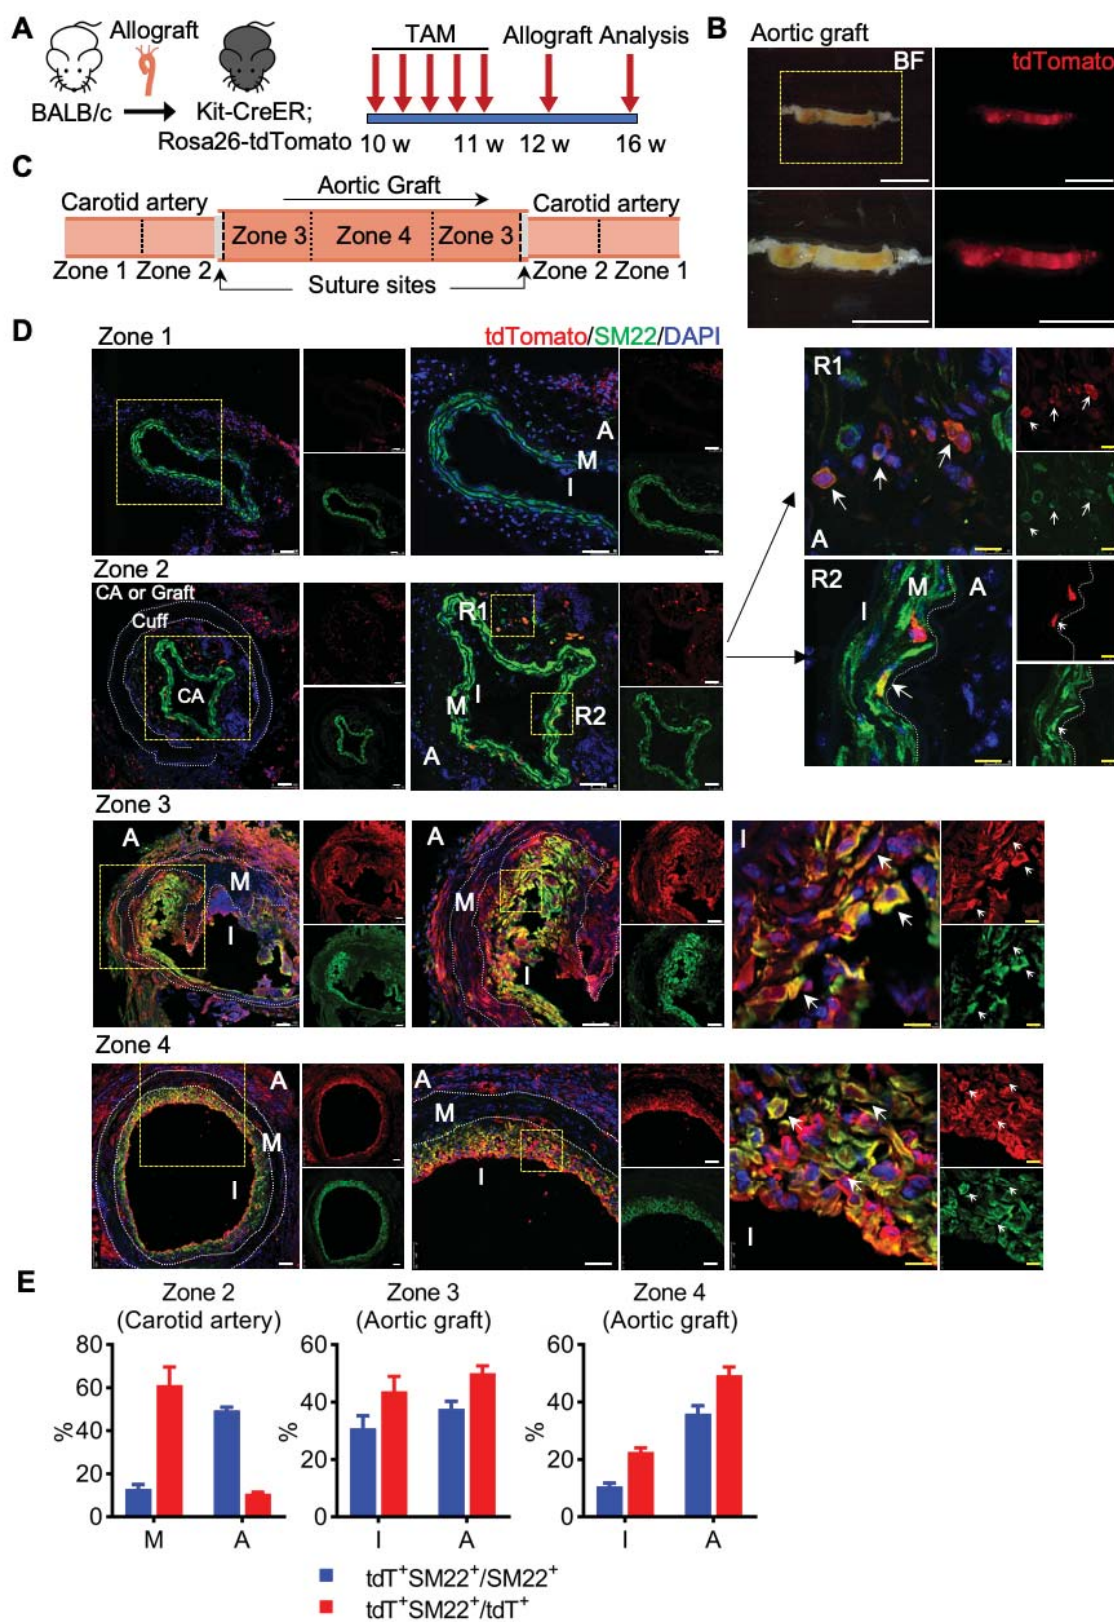 A
Allograft
BALB/c
Kit-CreER;
Rosa26-tdTomato
TAM
Allograft Analysis
10 w
11 w
12 w
16 w
B
Aortic graft
BF
tdTomato
C
Aortic Graft
Carotid artery
Carotid artery
Zone 3
Zone 4
Zone 3
Zone 1
Zone 2
Zone 2
Zone 1
Suture sites
D
Zone 1
tdTomato/SM22/DAPI
A
M
I
R1
A
Zone 2
CA or Graft
Cuff
CA
R1
I
M
R2
A
R2
M
A
I
Zone 3
A
M
I
A
M
I
I
Zone 4
A
M
I
A
M
I
I
E
Zone 2
(Carotid artery)
80
60
40
20
0
%
M
A
Zone 3
(Aortic graft)
60
40
20
0
%
I
A
Zone 4
(Aortic graft)
60
40
20
0
%
I
A
tdT⁺SM22⁺/SM22⁺
tdT⁺SM22⁺/tdT⁺